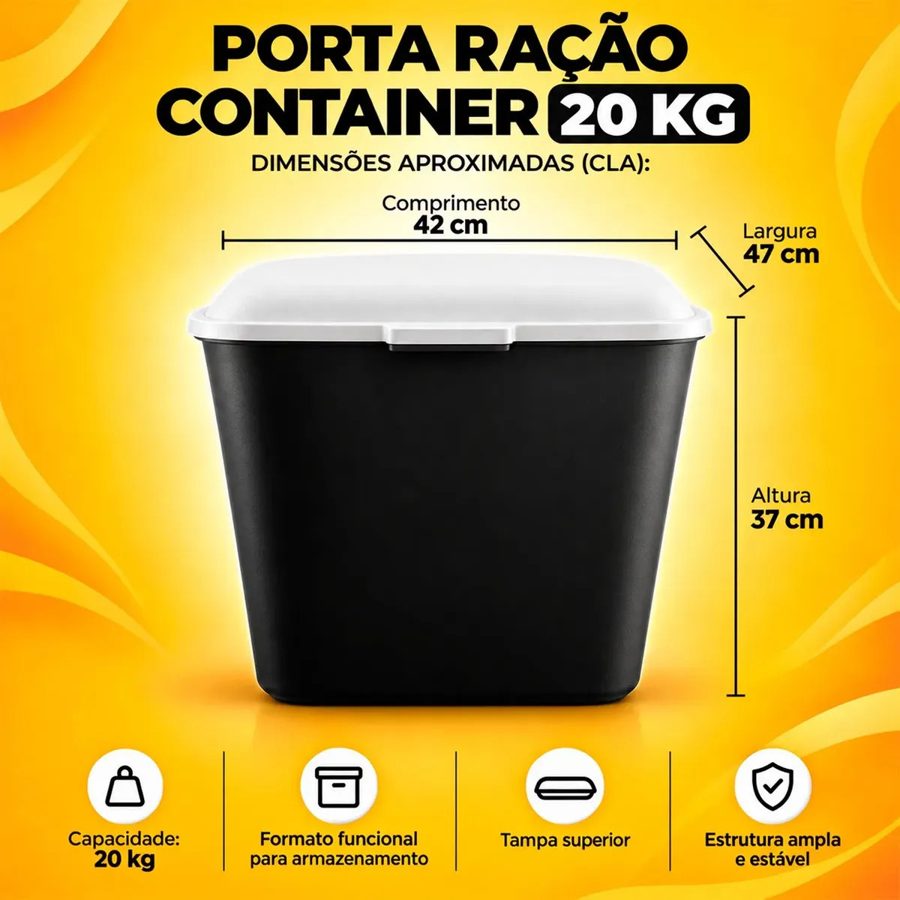 PORTA RAÇÃO
CONTAINER 20 KG
DIMENSÕES APROXIMADAS (CLA):
Comprimento
42 cm
Largura
47 cm
Altura
37 cm
Capacidade:
20 kg
Formato funcional
para armazenamento
Tampa superior
Estrutura ampla
e estável